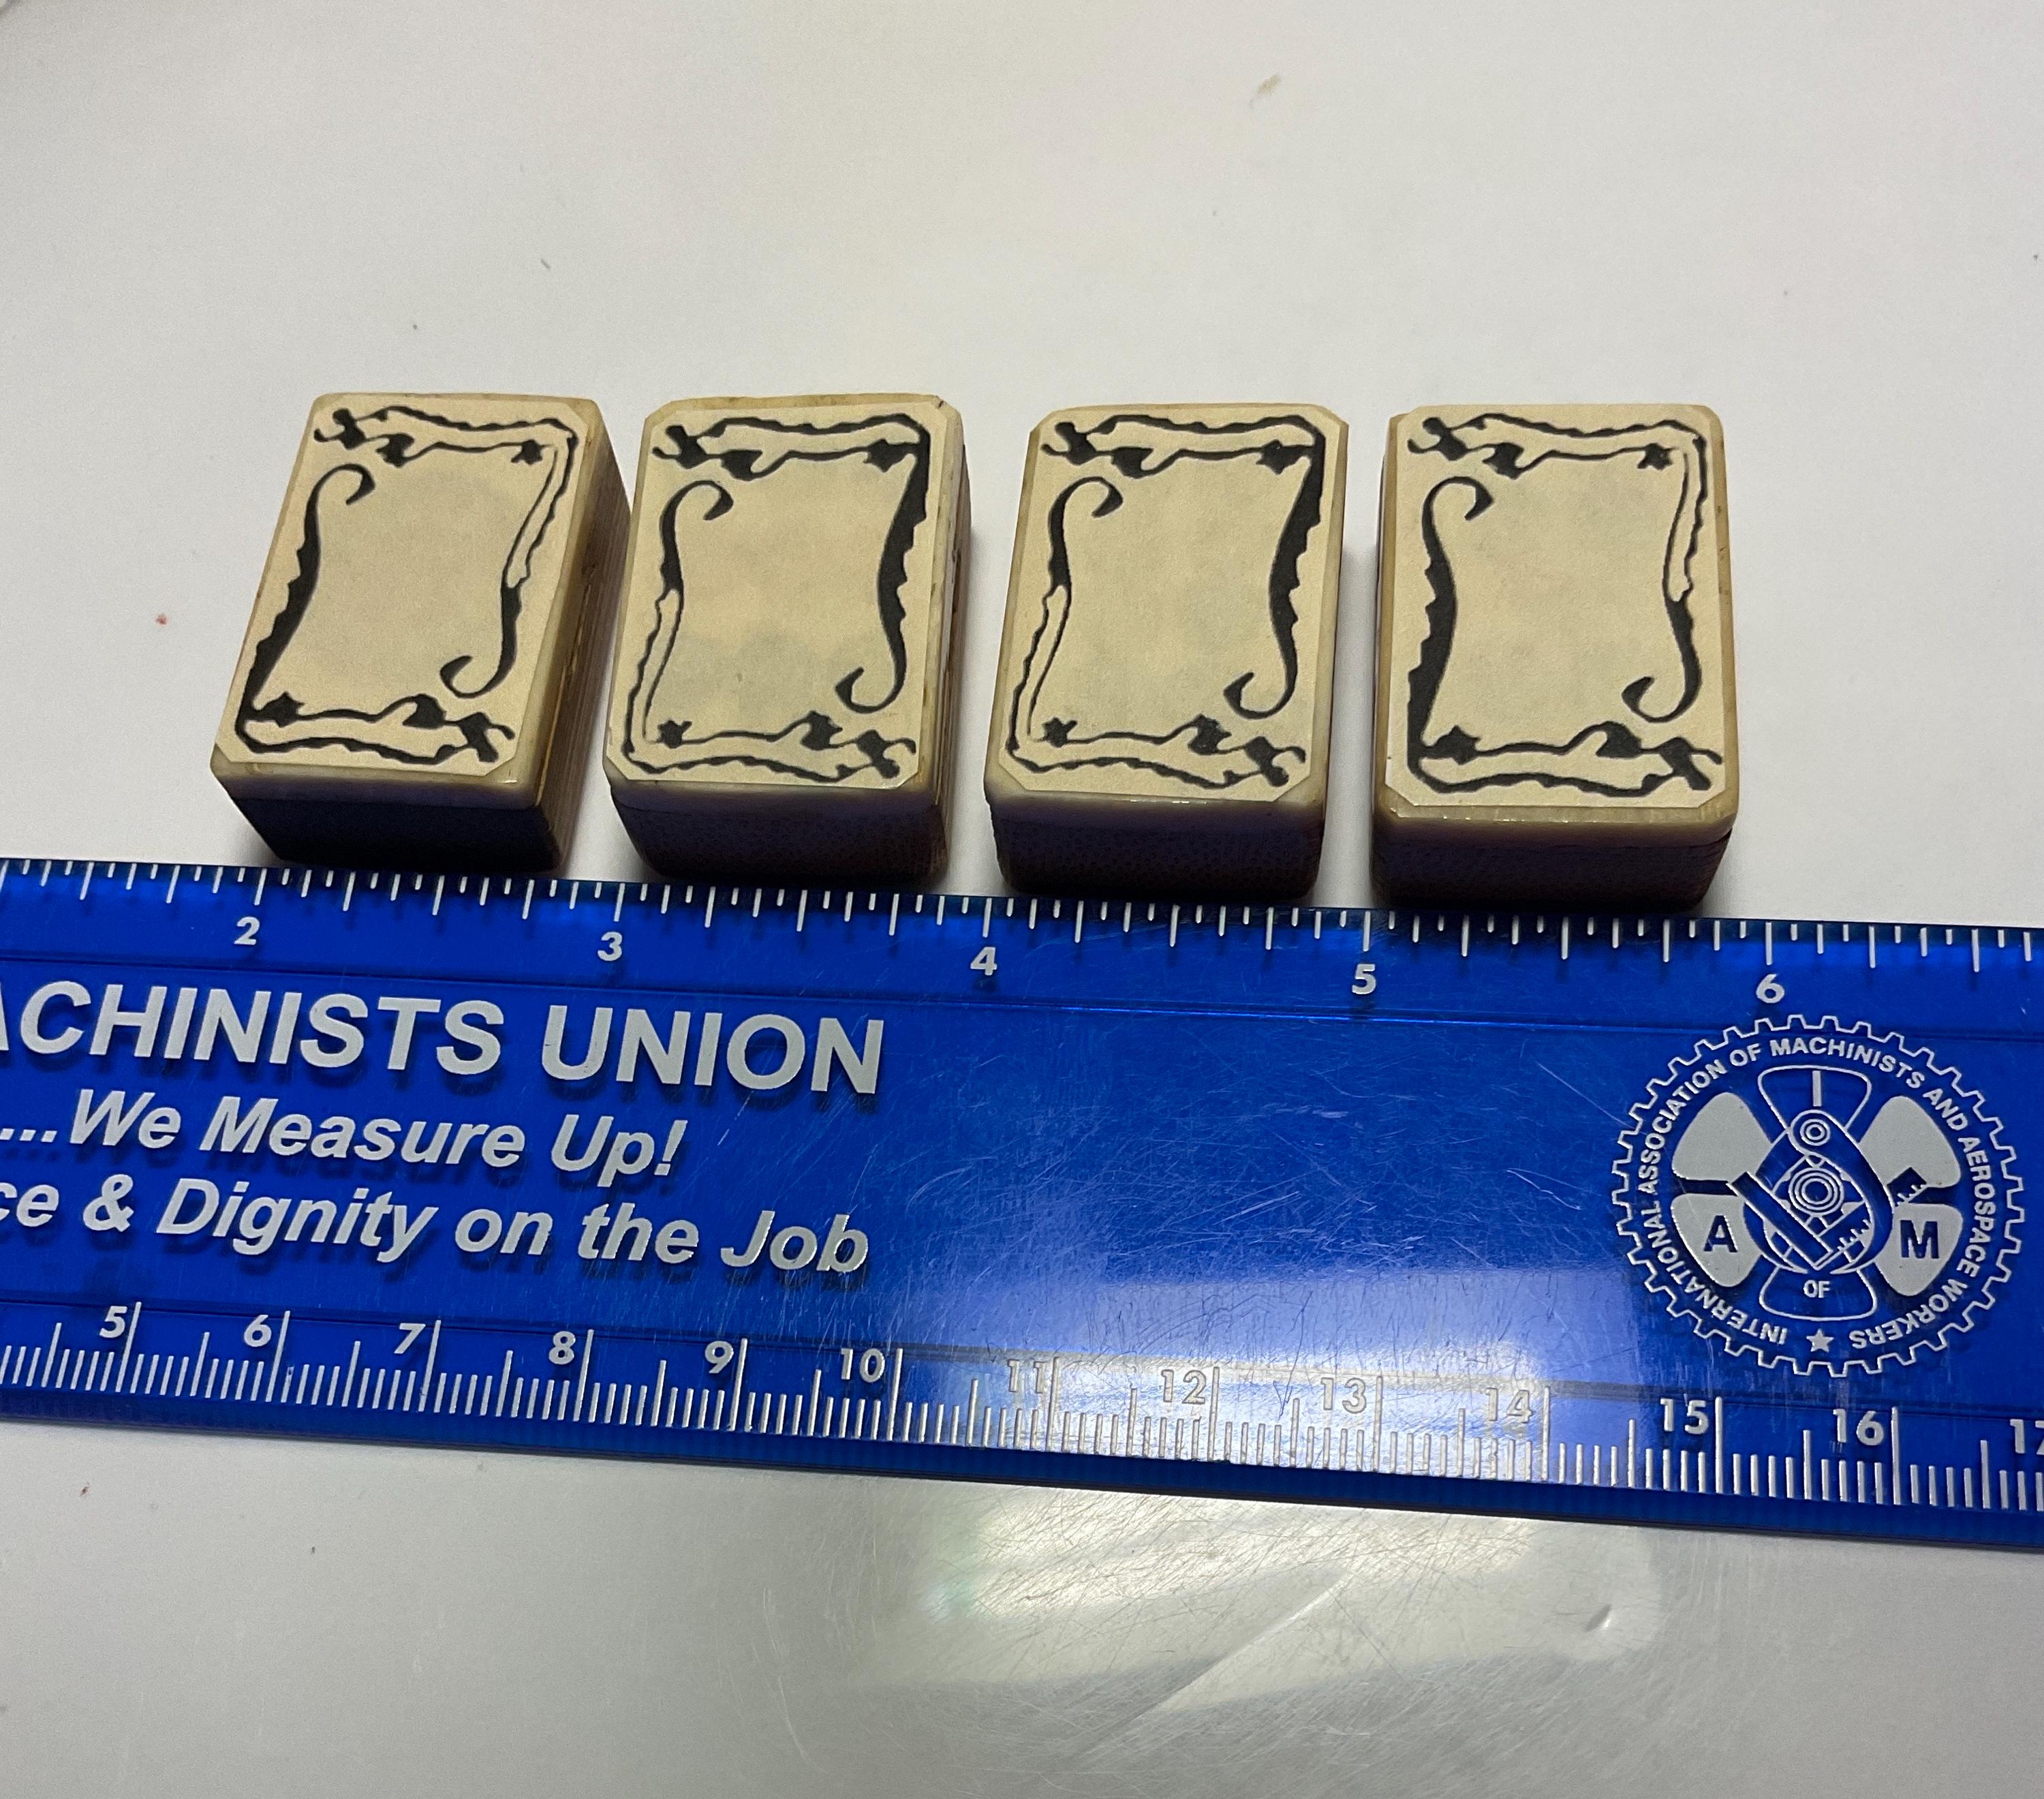 2 3 4 5 6
ACHINISTS UNION
...We Measure Up!
ce & Dignity on the Job
INTERNATIONAL ASSOCIATION OF MACHINISTS AND AEROSPACE WORKERS ★
A M
OF
5 6 7 8 9 10 11 12 13 14 15 16 17